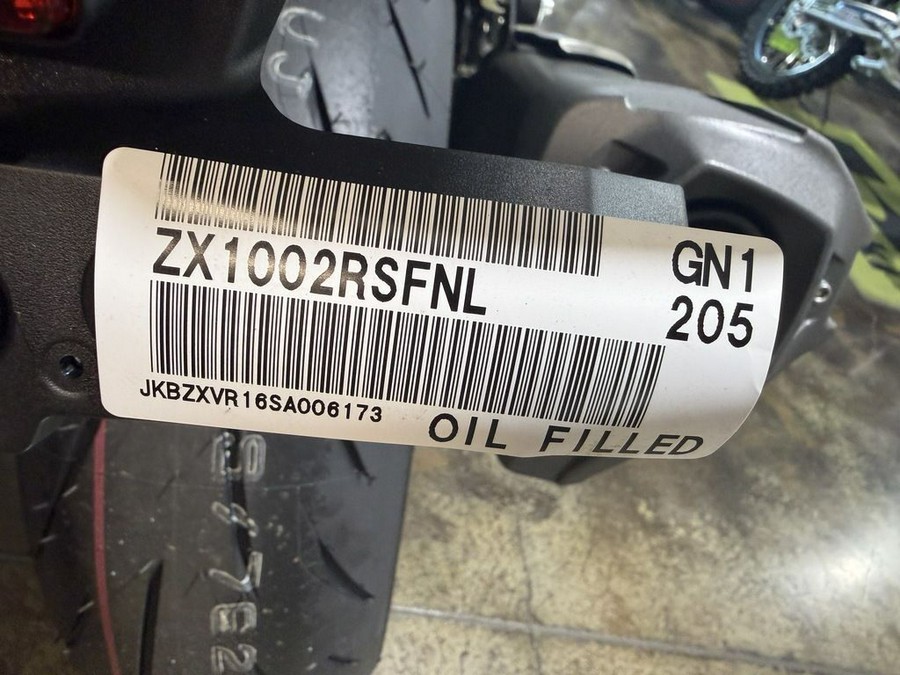 ZX1002RSFNL
GN1
205
JKBZXVR16SA006173
OIL FILLED